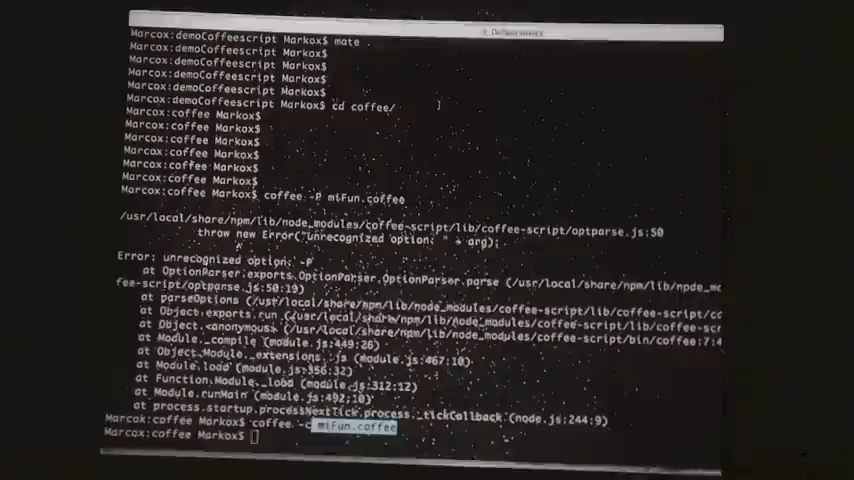 Marcox:demoCoffeescript Markox$ mate .
Marcox:demoCoffeescript Markox$
Marcox:demoCoffeescript Markox$
Marcox:demoCoffeescript Markox$
Marcox:demoCoffeescript Markox$
Marcox:demoCoffeescript Markox$ cd coffee/
Marcox:coffee Markox$
Marcox:coffee Markox$
Marcox:coffee Markox$
Marcox:coffee Markox$
Marcox:coffee Markox$
Marcox:coffee Markox$
Marcox:coffee Markox$ coffee -P miFun.coffee
/usr/local/share/npm/lib/node_modules/coffee-script/lib/coffee-script/optparse.js:50
throw new Error("unrecognized option: " + arg);
Error: unrecognized option: -P
at OptionParser.exports.OptionParser.OptionParser.parse (/usr/local/share/npm/lib/node_mo
fee-script/optparse.js:50:19)
at parseOptions (/usr/local/share/npm/lib/node_modules/coffee-script/lib/coffee-script/co
at Object.exports.run (/usr/local/share/npm/lib/node_modules/coffee-script/lib/coffee-scr
at Object.<anonymous> (/usr/local/share/npm/lib/node_modules/coffee-script/bin/coffee:7:4
at Module._compile (module.js:449:26)
at Object.Module._extensions..js (module.js:467:10)
at Module.load (module.js:356:32)
at Function.Module._load (module.js:312:12)
at Module.runMain (module.js:492:10)
at process.startup.processNextTick.process._tickCallback (node.js:244:9)
Marcox:coffee Markox$ coffee -c miFun.coffee
Marcox:coffee Markox$